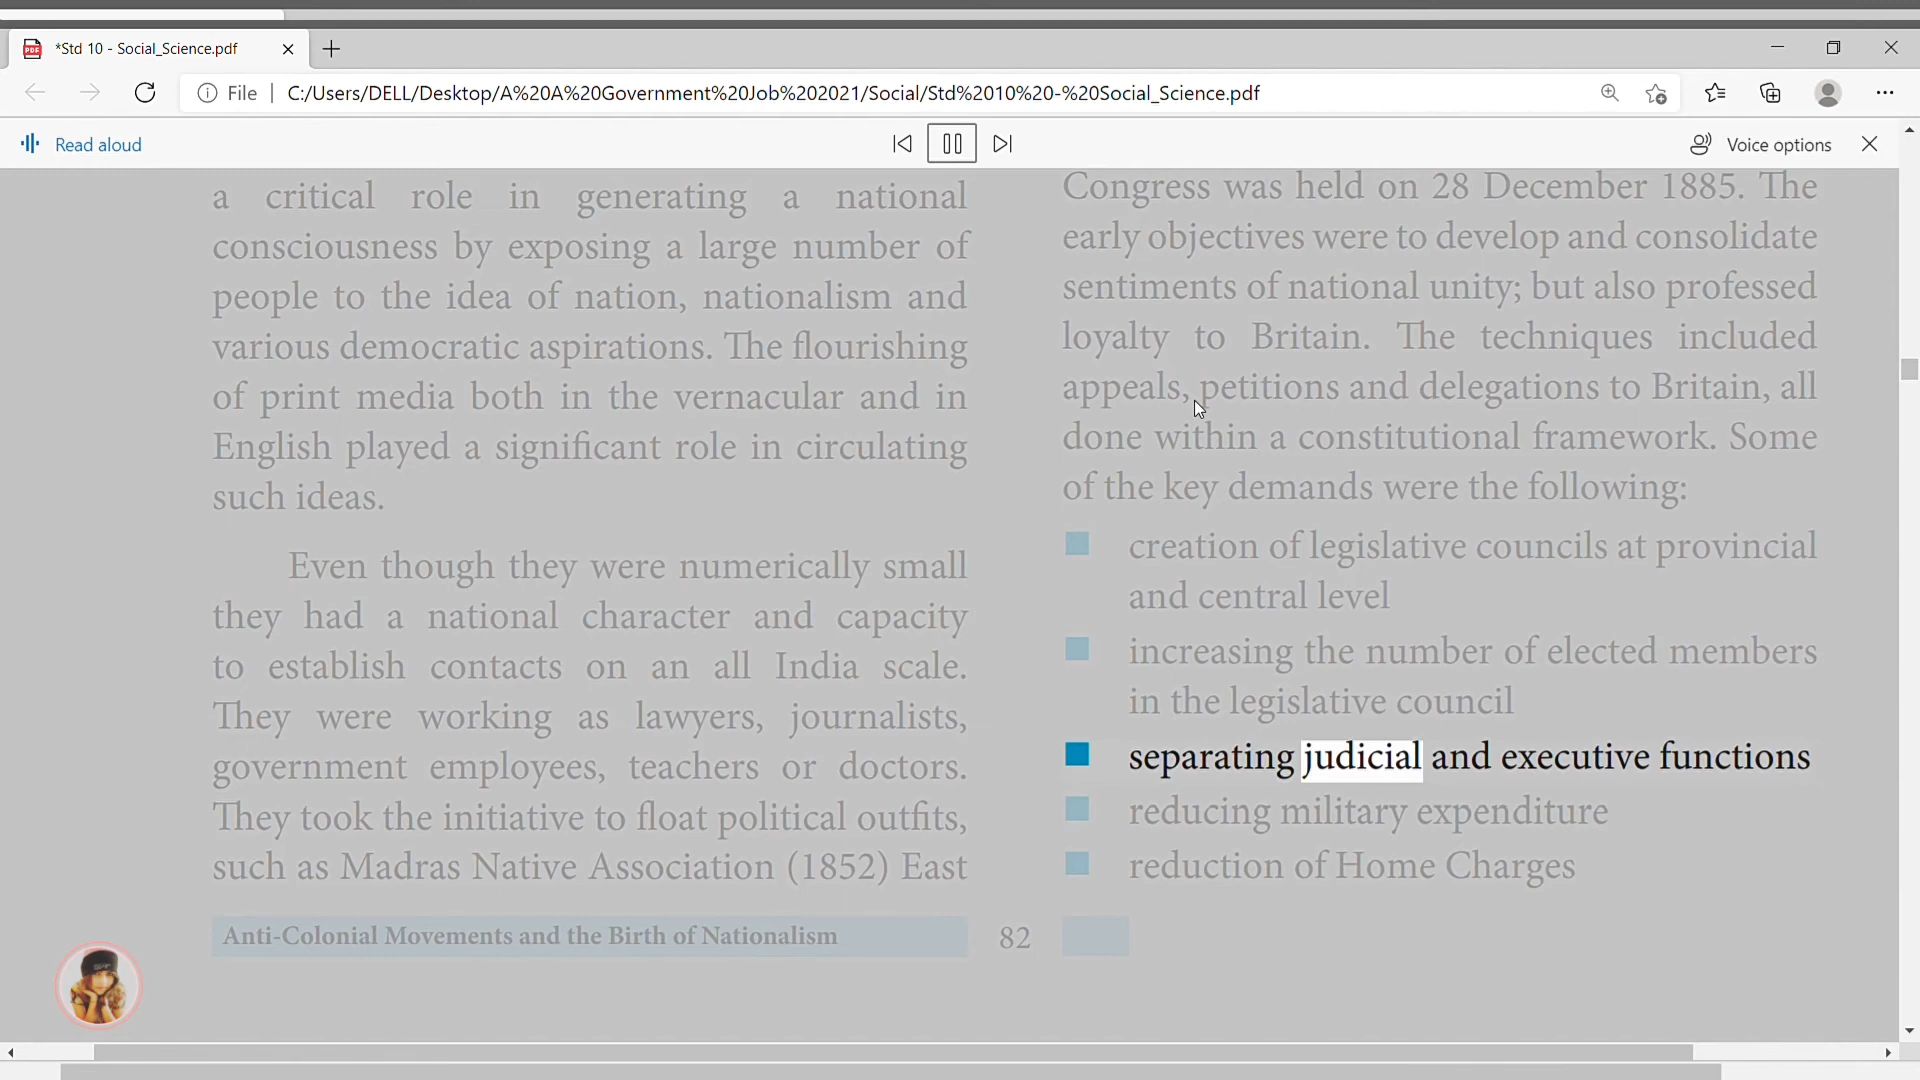 *Std 10 - Social_Science.pdf
File
C:/Users/DELL/Desktop/A%20A%20Government%20Job%202021/Social/Std%2010%20-%20Social_Science.pdf
Read aloud
Voice options
a critical role in generating a national
consciousness by exposing a large number of
people to the idea of nation, nationalism and
various democratic aspirations. The flourishing
of print media both in the vernacular and in
English played a significant role in circulating
such ideas.
Even though they were numerically small
they had a national character and capacity
to establish contacts on an all India scale.
They were working as lawyers, journalists,
government employees, teachers or doctors.
They took the initiative to float political outfits,
such as Madras Native Association (1852) East
Congress was held on 28 December 1885. The
early objectives were to develop and consolidate
sentiments of national unity; but also professed
loyalty to Britain. The techniques included
appeals, petitions and delegations to Britain, all
done within a constitutional framework. Some
of the key demands were the following:
creation of legislative councils at provincial
and central level
increasing the number of elected members
in the legislative council
separating judicial and executive functions
reducing military expenditure
reduction of Home Charges
Anti-Colonial Movements and the Birth of Nationalism
82